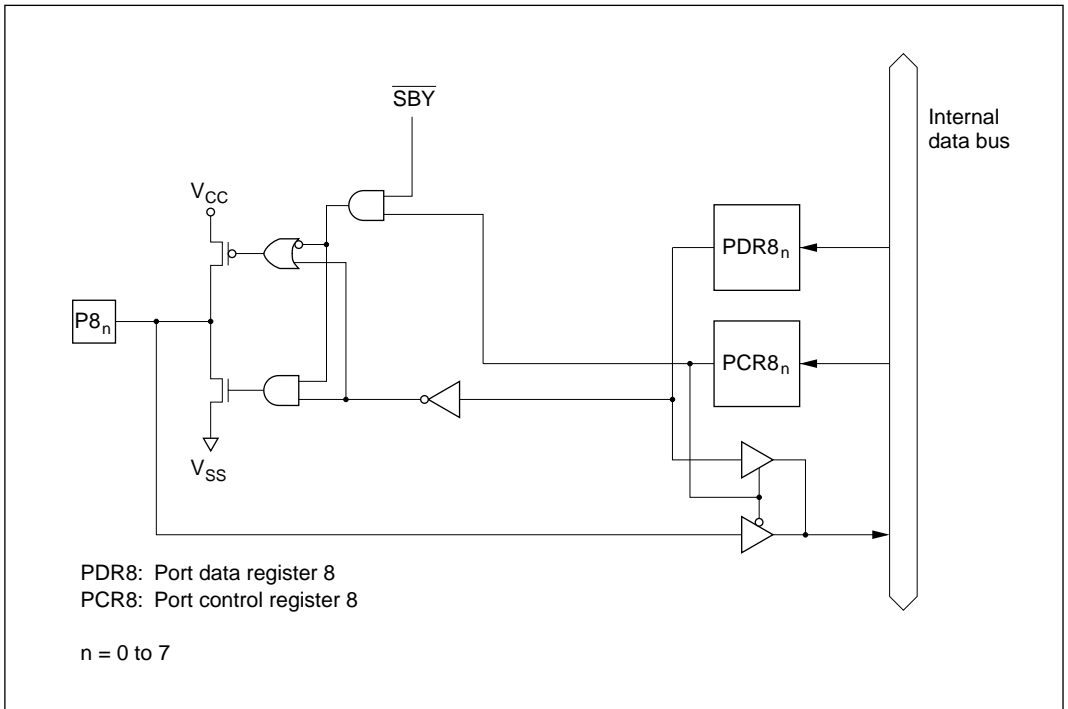 SBY
Internal
data bus
VCC
PDR8n
P8n
PCR8n
VSS
PDR8: Port data register 8
PCR8: Port control register 8
n = 0 to 7